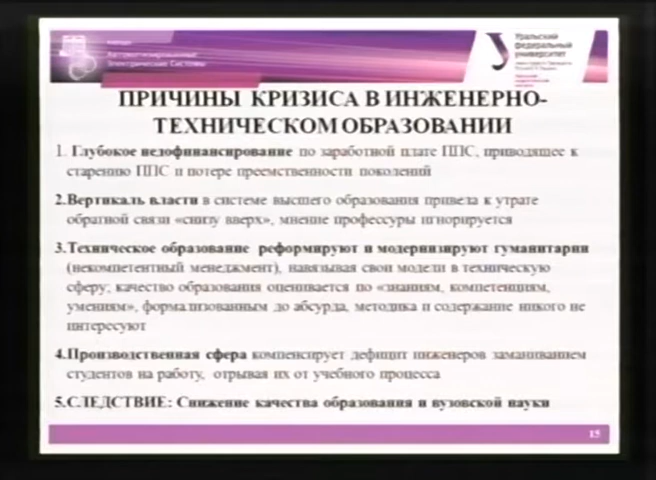 Автоматизированные
Электрические Системы
Уральский
федеральный
университет
ПРИЧИНЫ КРИЗИСА В ИНЖЕНЕРНО-
ТЕХНИЧЕСКОМ ОБРАЗОВАНИИ
1. Глубокое недофинансирование по заработной плате ППС, приводящее к
старению ППС и потере преемственности поколений
2.Вертикаль власти в системе высшего образования привела к утрате
обратной связи «снизу вверх», мнение профессуры игнорируется
3.Техническое образование реформируют и модернизируют гуманитарии
(некомпетентный менеджмент), навязывая свои модели в техническую
сферу; качество образования оценивается по «знаниям, компетенциям,
умениям», формализованным до абсурда, методика и содержание никого не
интересуют
4.Производственная сфера компенсирует дефицит инженеров заманиванием
студентов на работу, отрывая их от учебного процесса
5.СЛЕДСТВИЕ: Снижение качества образования и вузовской науки
15